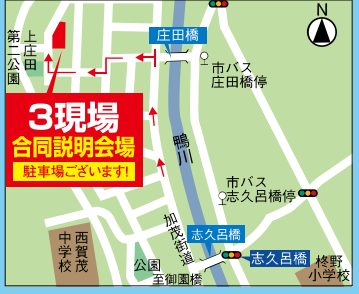 N
庄田橋
上庄田
第二公園
市バス
庄田橋停
3現場
合同説明会場
駐車場ございます!
鴨川
市バス
志久呂橋停
加茂街道
志久呂橋
志久呂橋
西賀茂
中学校
公園
至御園橋
柊野
小学校